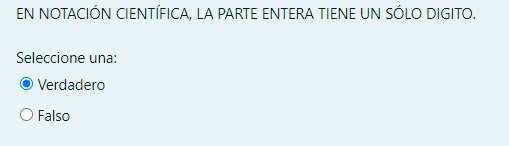 EN NOTACIÓN CIENTÍFICA, LA PARTE ENTERA TIENE UN SÓLO DIGITO.
Seleccione una:
Verdadero
Falso